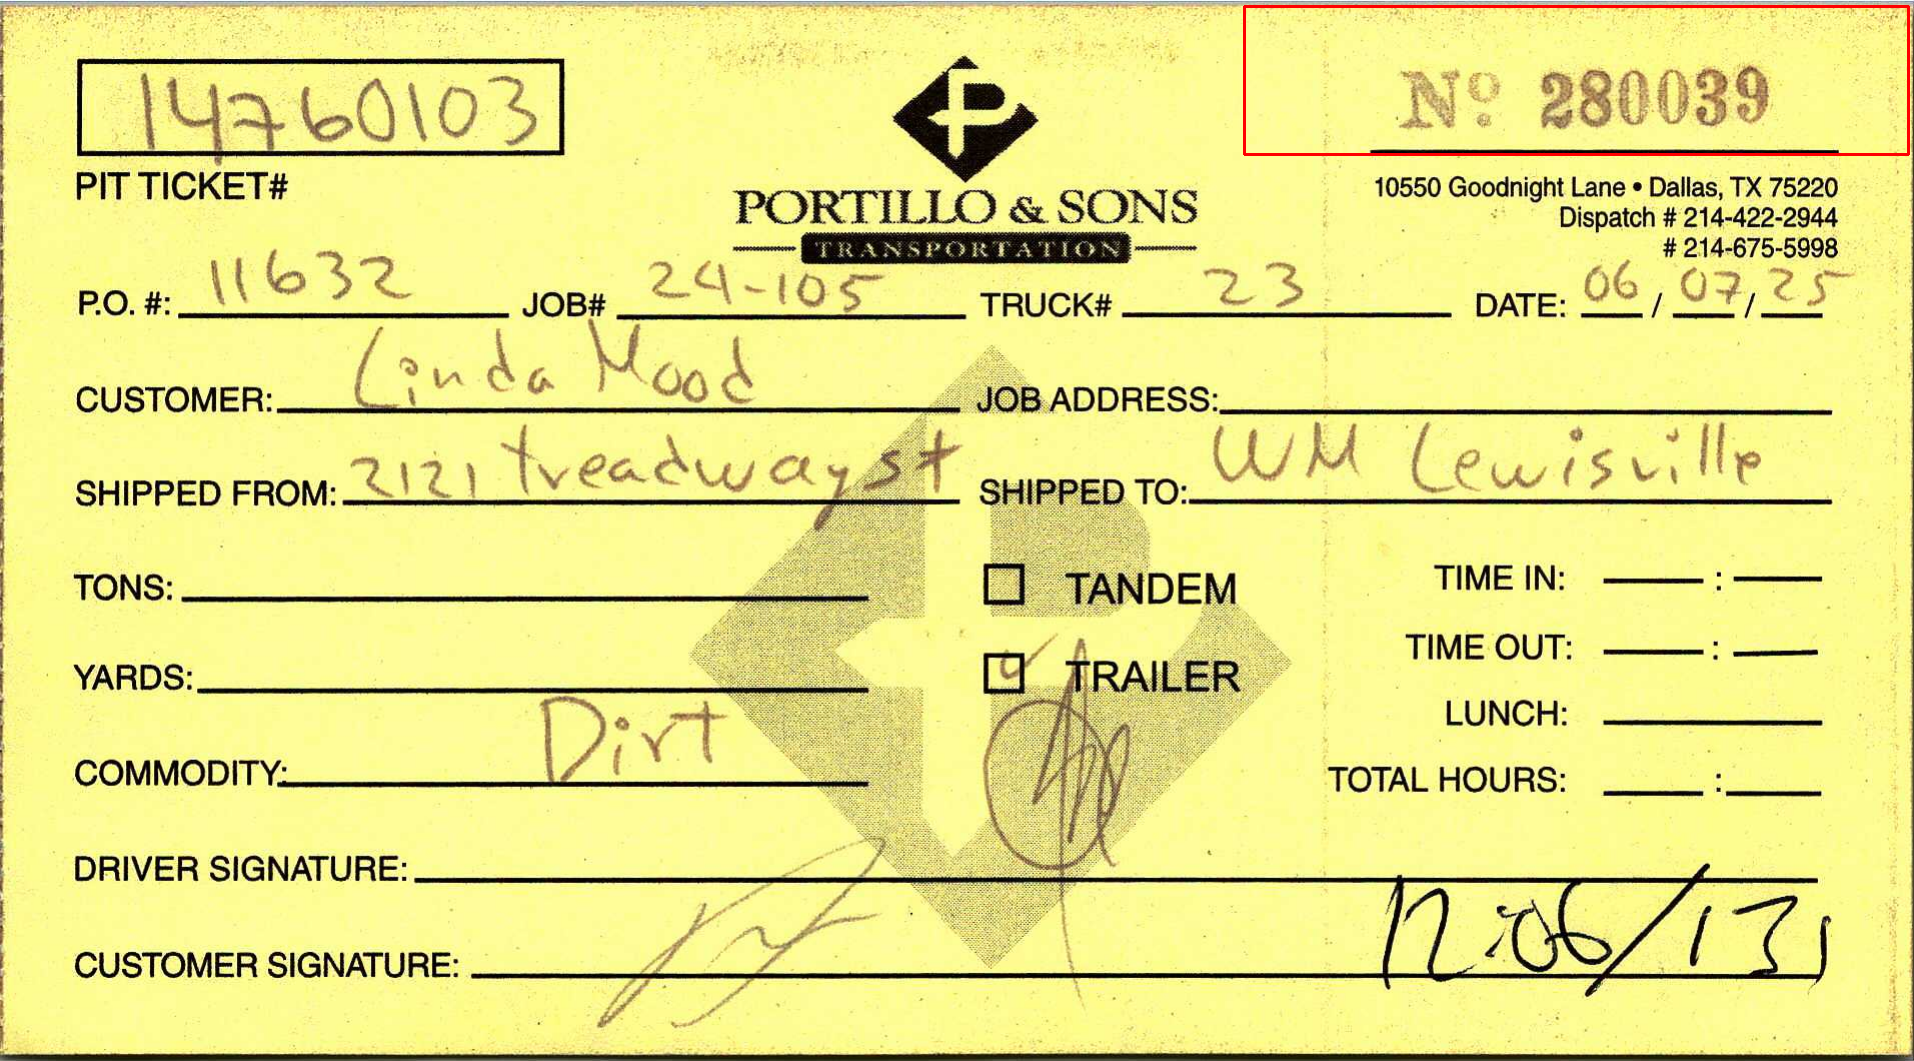 14760103
Nº 280039
PIT TICKET#
PORTILLO & SONS
TRANSPORTATION
10550 Goodnight Lane • Dallas, TX 75220
Dispatch # 214-422-2944
# 214-675-5998
P.O. #: 11632 JOB# 24-105 TRUCK# 23 DATE: 06 / 07 / 25
CUSTOMER: Linda Mood JOB ADDRESS:
SHIPPED FROM: 2121 treadway st SHIPPED TO: WM Lewisville
TONS: TANDEM TIME IN: :
YARDS: TRAILER TIME OUT: :
LUNCH:
COMMODITY: Dirt TOTAL HOURS: :
DRIVER SIGNATURE:
12:06/131
CUSTOMER SIGNATURE: